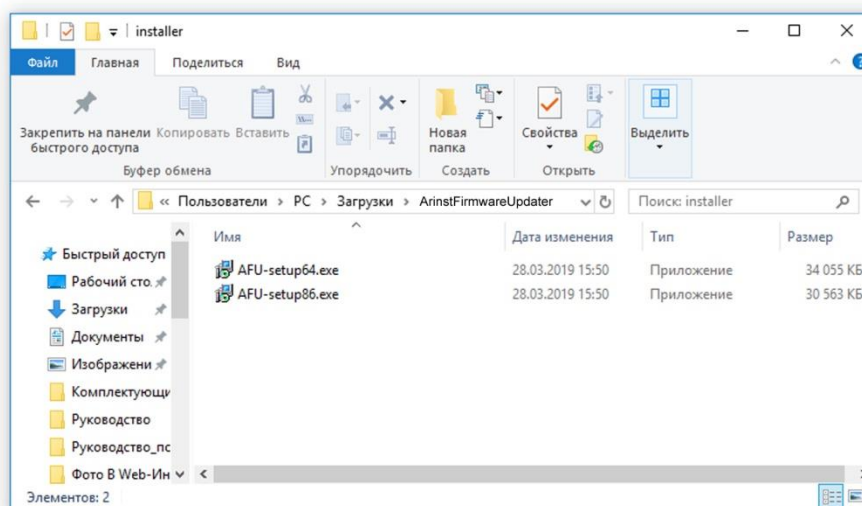 installer
Файл Главная Поделиться Вид
Закрепить на панели быстрого доступа
Копировать Вставить
Новая папка
Свойства
Выделить
Буфер обмена Упорядочить Создать Открыть
« Пользователи › PC › Загрузки › ArinstFirmwareUpdater
Поиск: installer
Имя Дата изменения Тип Размер
Быстрый доступ
AFU-setup64.exe 28.03.2019 15:50 Приложение 34 055 КБ
Рабочий сто.
AFU-setup86.exe 28.03.2019 15:50 Приложение 30 563 КБ
Загрузки
Документы
Изображени
Комплектующи
Руководство
Руководство_пс
Фото В Web-Ин
Элементов: 2